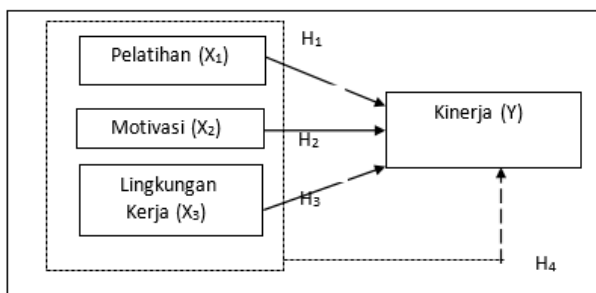 H₁
Pelatihan (X₁)
Kinerja (Y)
Motivasi (X₂)
H₂
Lingkungan
Kerja (X₃)
H₃
H₄